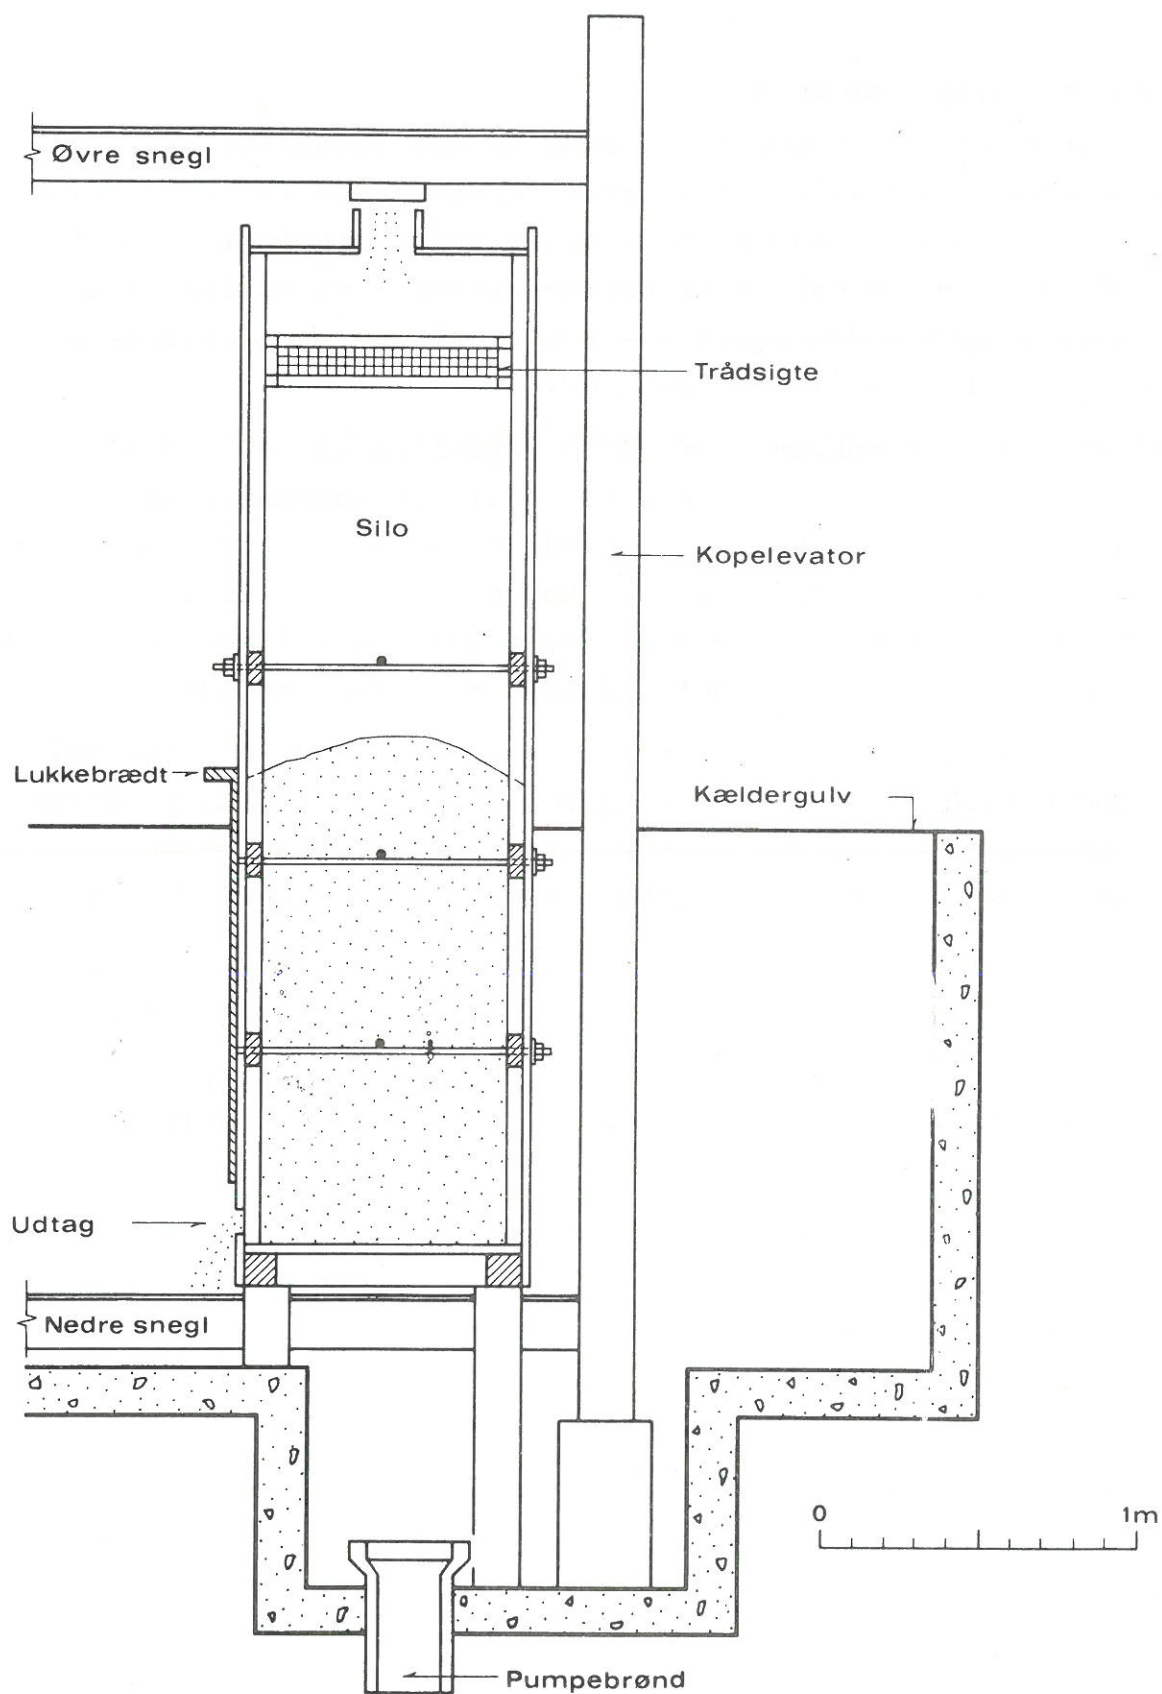 Øvre snegl
Trådsigte
Silo
Kopelevator
Lukkebrædt
Kældergulv
Udtag
Nedre snegl
0 1m
Pumpebrønd